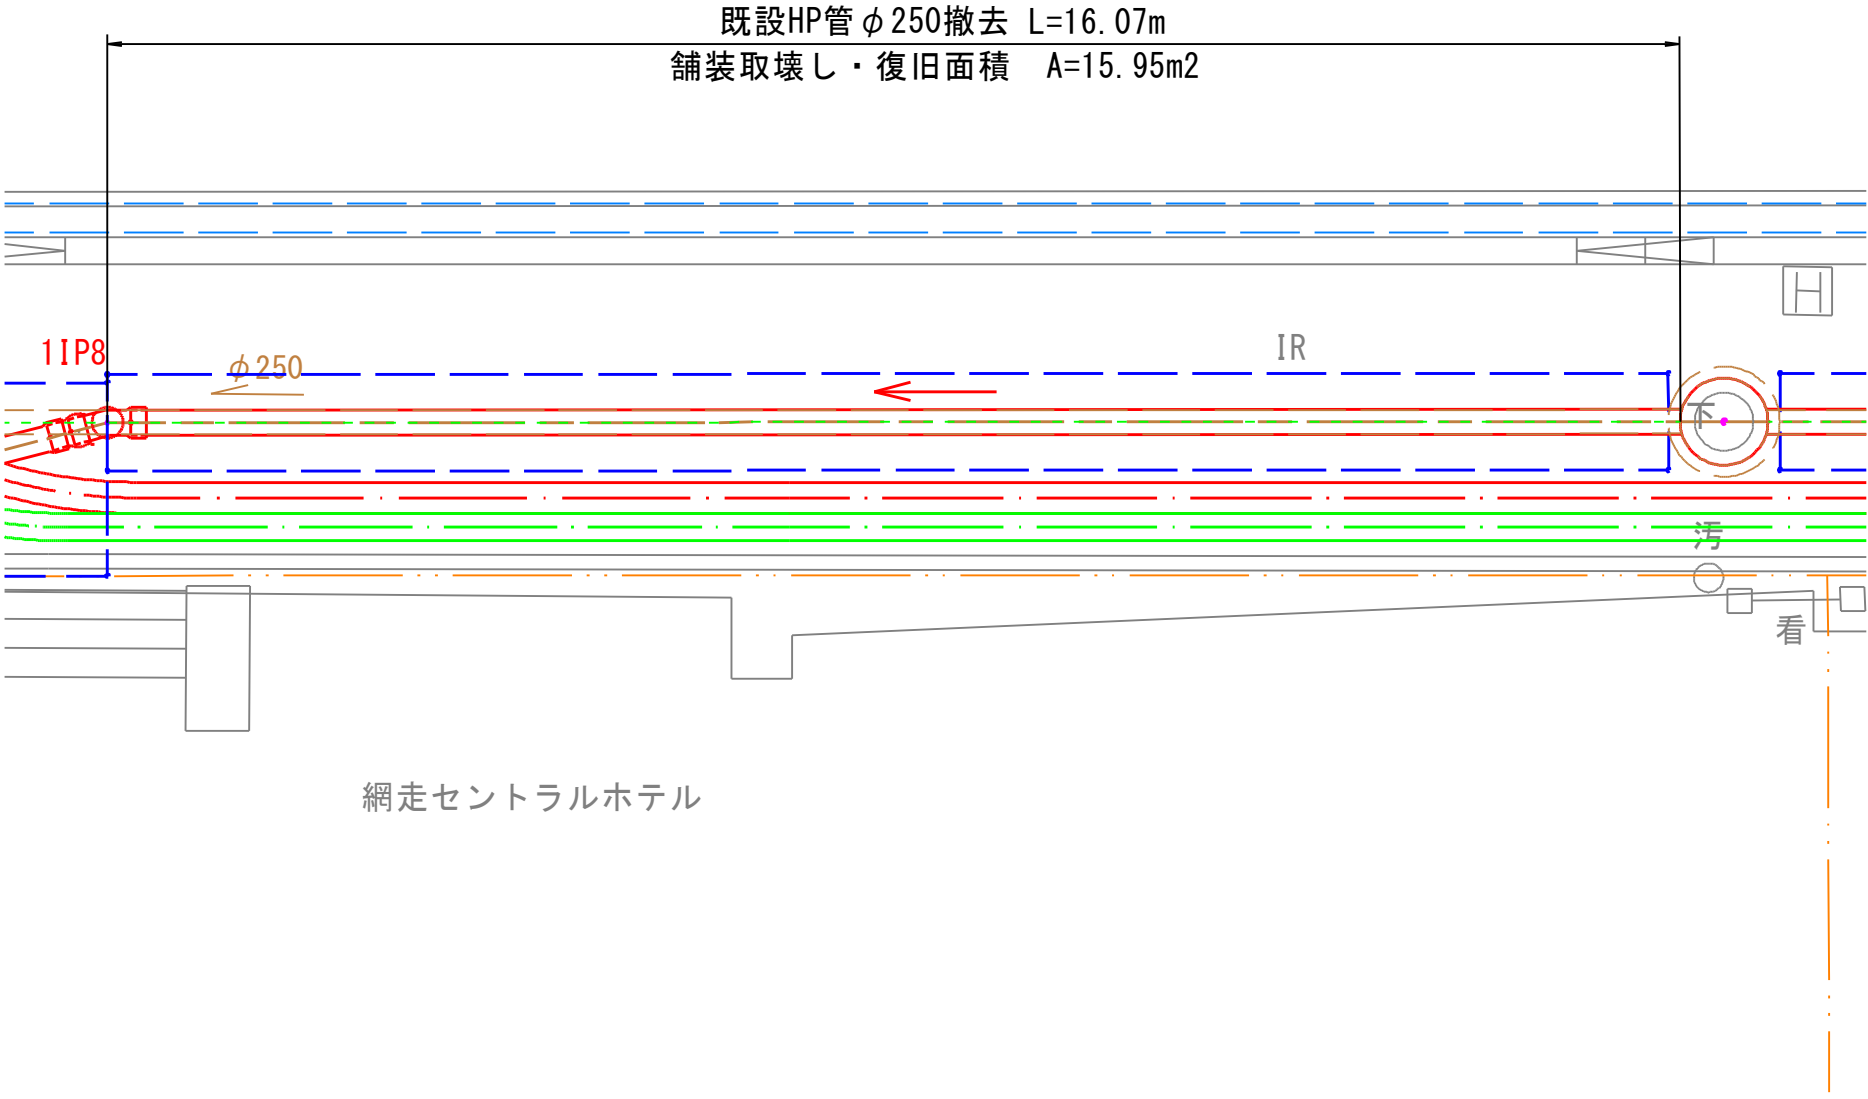 既設HP管φ250撤去 L=16.07m
舗装取壊し・復旧面積　A=15.95m2
H
1IP8
φ250
IR
下
汚
看
網走セントラルホテル